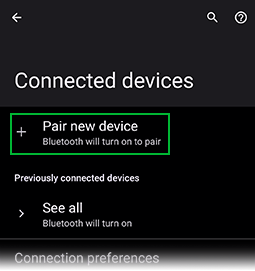 Connected devices
Pair new device
Bluetooth will turn on to pair
Previously connected devices
See all
Bluetooth will turn on
Connection preferences